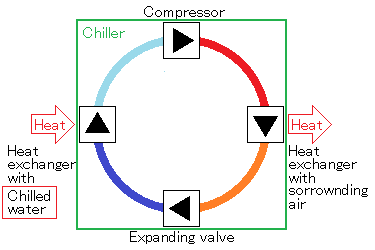 Compressor
Chiller
Heat
Heat
Heat
exchanger
with
Chilled
water
Heat
exchanger
with
sorrownding
air
Expanding valve